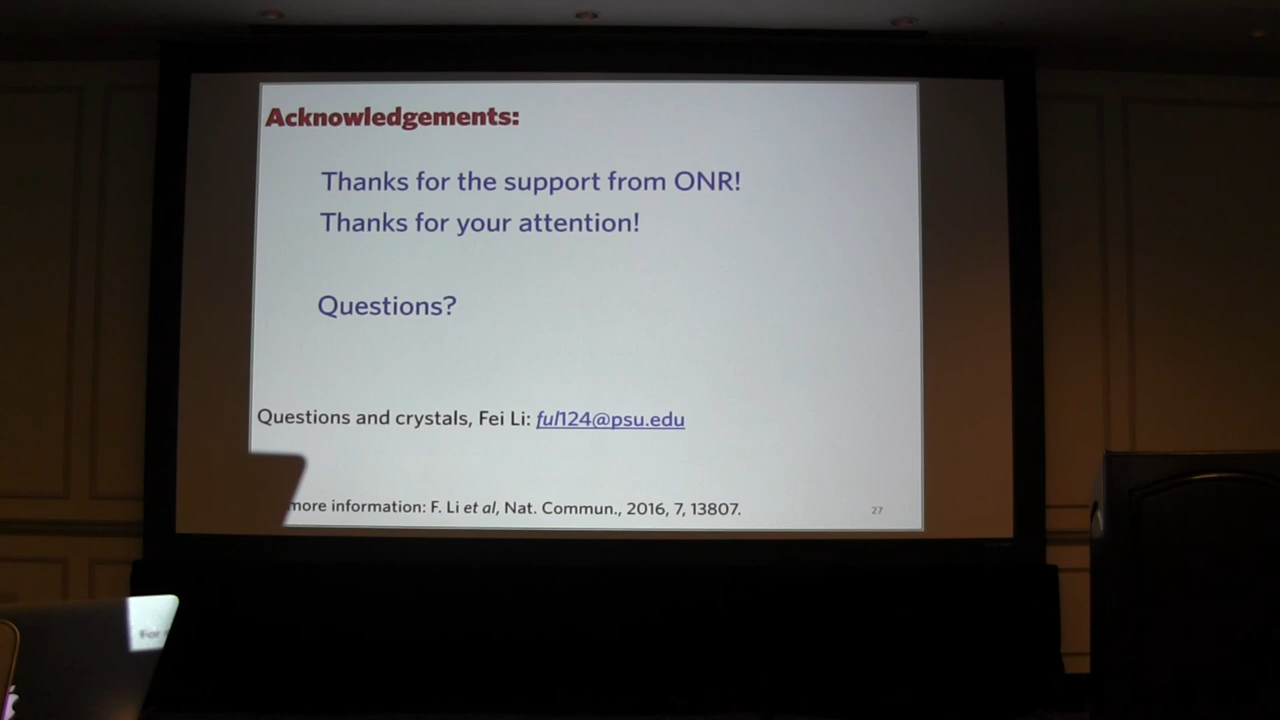 Acknowledgements:
Thanks for the support from ONR!
Thanks for your attention!
Questions?
Questions and crystals, Fei Li: ful124@psu.edu
more information: F. Li et al, Nat. Commun., 2016, 7, 13807.
27
For